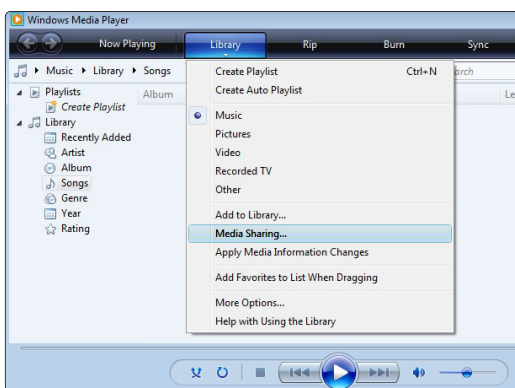 Windows Media Player
Now Playing Library Rip Burn Sync
Music Library Songs
Playlists
Create Playlist
Library
Recently Added
Artist
Album
Songs
Genre
Year
Rating
Album
Create Playlist Ctrl+N
Create Auto Playlist
Music
Pictures
Video
Recorded TV
Other
Add to Library...
Media Sharing...
Apply Media Information Changes
Add Favorites to List When Dragging
More Options...
Help with Using the Library
arch
Le